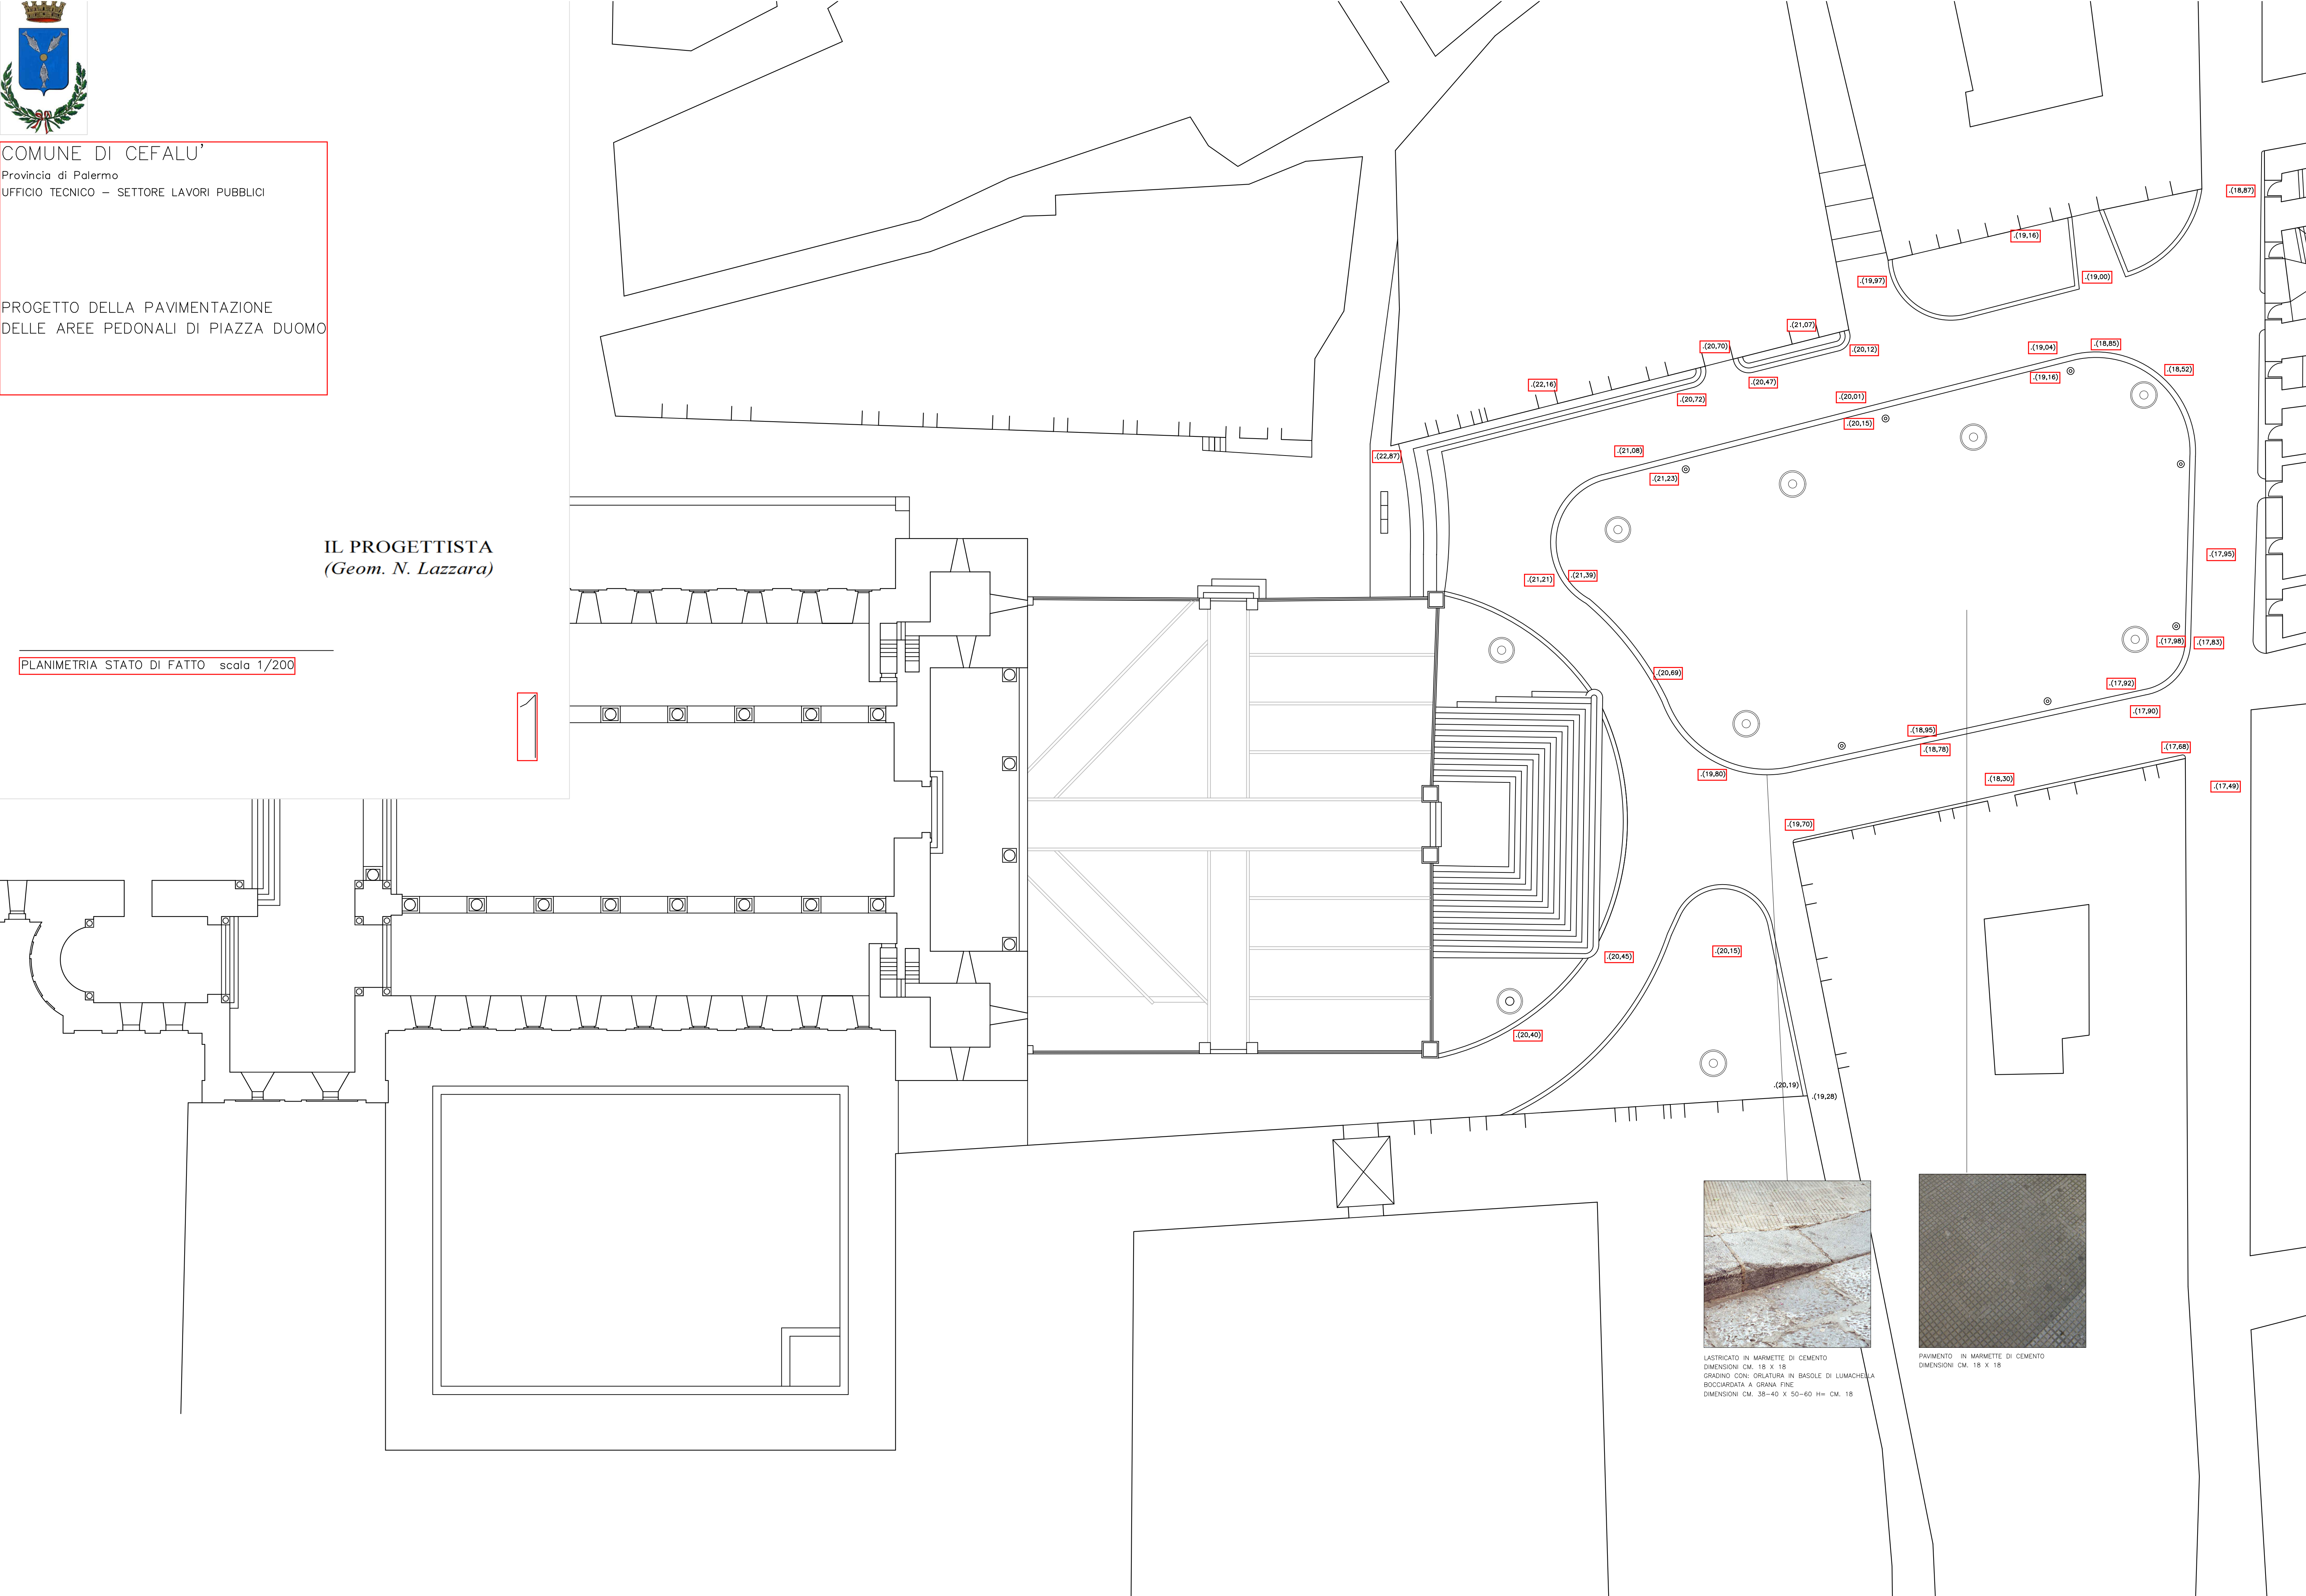 COMUNE DI CEFALU'
Provincia di Palermo
UFFICIO TECNICO – SETTORE LAVORI PUBBLICI
PROGETTO DELLA PAVIMENTAZIONE
DELLE AREE PEDONALI DI PIAZZA DUOMO
IL PROGETTISTA
(Geom. N. Lazzara)
PLANIMETRIA STATO DI FATTO scala 1/200
1
.(18,87)
.(19,16)
.(19,00)
.(19,97)
.(21,07)
.(20,70)
.(20,12)
.(20,47)
.(22,16)
.(20,72)
.(19,04)
.(18,85)
.(18,52)
.(19,16)
.(20,01)
.(20,15)
.(22,87)
.(21,08)
.(21,23)
.(17,95)
.(21,21)
.(21,39)
.(17,98)
.(17,83)
.(20,69)
.(17,92)
.(17,90)
.(18,95)
.(18,78)
.(17,68)
.(19,80)
.(18,30)
.(17,49)
.(19,70)
.(20,45)
.(20,15)
.(20,40)
.(20,19)
.(19,28)
LASTRICATO IN MARMETTE DI CEMENTO
DIMENSIONI CM. 18 X 18
GRADINO CON: ORLATURA IN BASOLE DI LUMACHELLA
BOCCIARDATA A GRANA FINE
DIMENSIONI CM. 38–40 X 50–60 H= CM. 18
PAVIMENTO IN MARMETTE DI CEMENTO
DIMENSIONI CM. 18 X 18